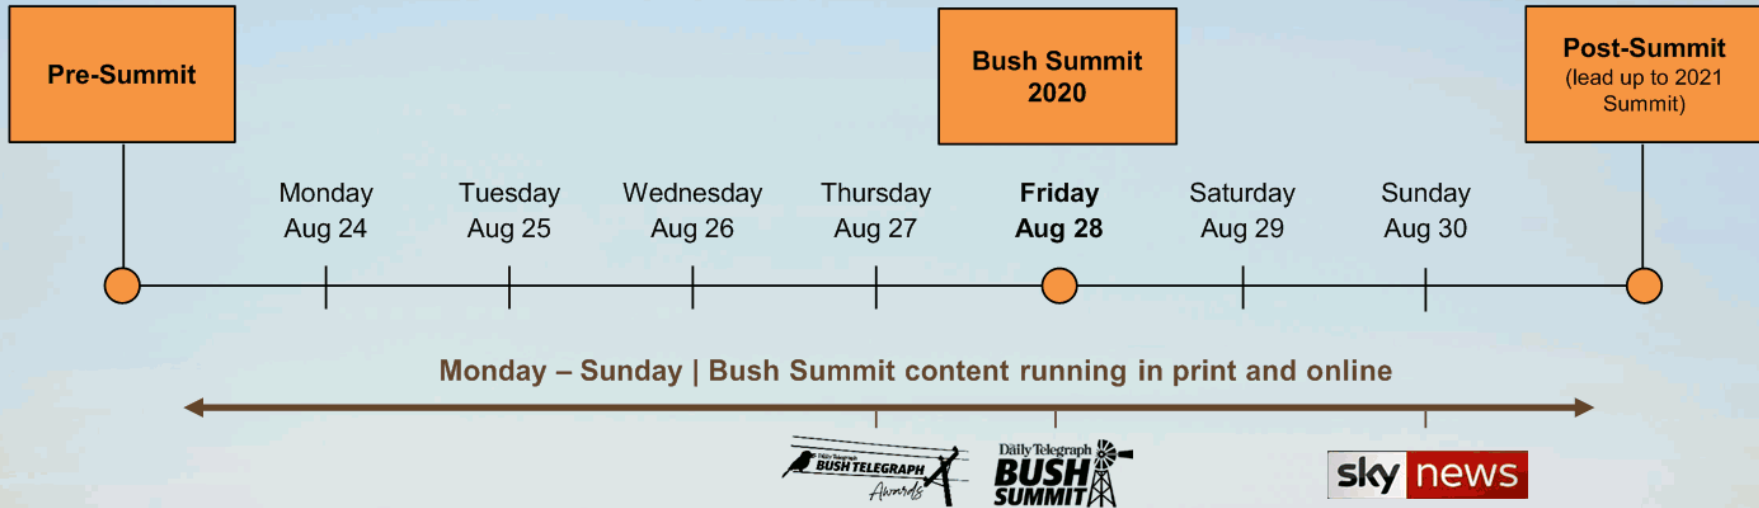 Pre-Summit
Bush Summit
2020
Post-Summit
(lead up to 2021
Summit)
Monday
Aug 24
Tuesday
Aug 25
Wednesday
Aug 26
Thursday
Aug 27
Friday
Aug 28
Saturday
Aug 29
Sunday
Aug 30
Monday – Sunday | Bush Summit content running in print and online
Daily Telegraph
BUSH TELEGRAPH
Awards
Daily Telegraph
BUSH
SUMMIT
sky news